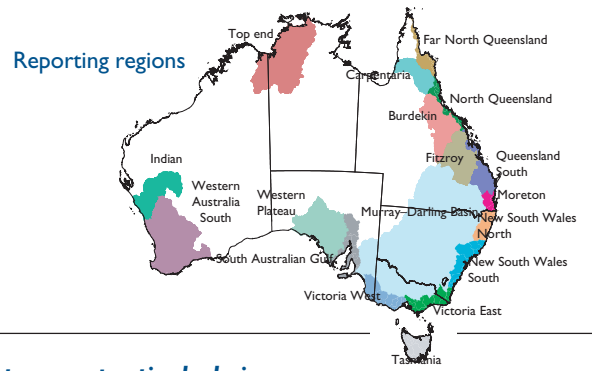 Reporting regions
Top end
Far North Queensland
Carpentaria
North Queensland
Burdekin
Fitzroy
Queensland
South
Indian
Western
Australia
South
Western
Plateau
Moreton
Murray–Darling Basin
New South Wales
North
South Australian Gulf
New South Wales
South
Victoria West
Victoria East
Tasmania